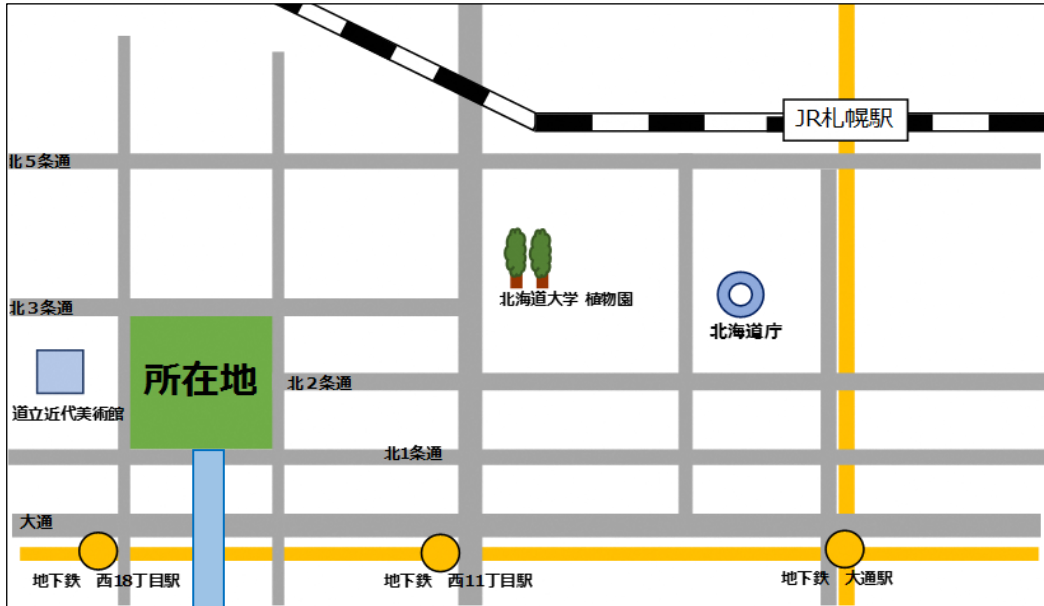 JR札幌駅
北５条通
北海道大学 植物園
北３条通
北海道庁
所在地
北２条通
道立近代美術館
北1条通
大通
地下鉄　西18丁目駅
地下鉄　西11丁目駅
地下鉄　大通駅